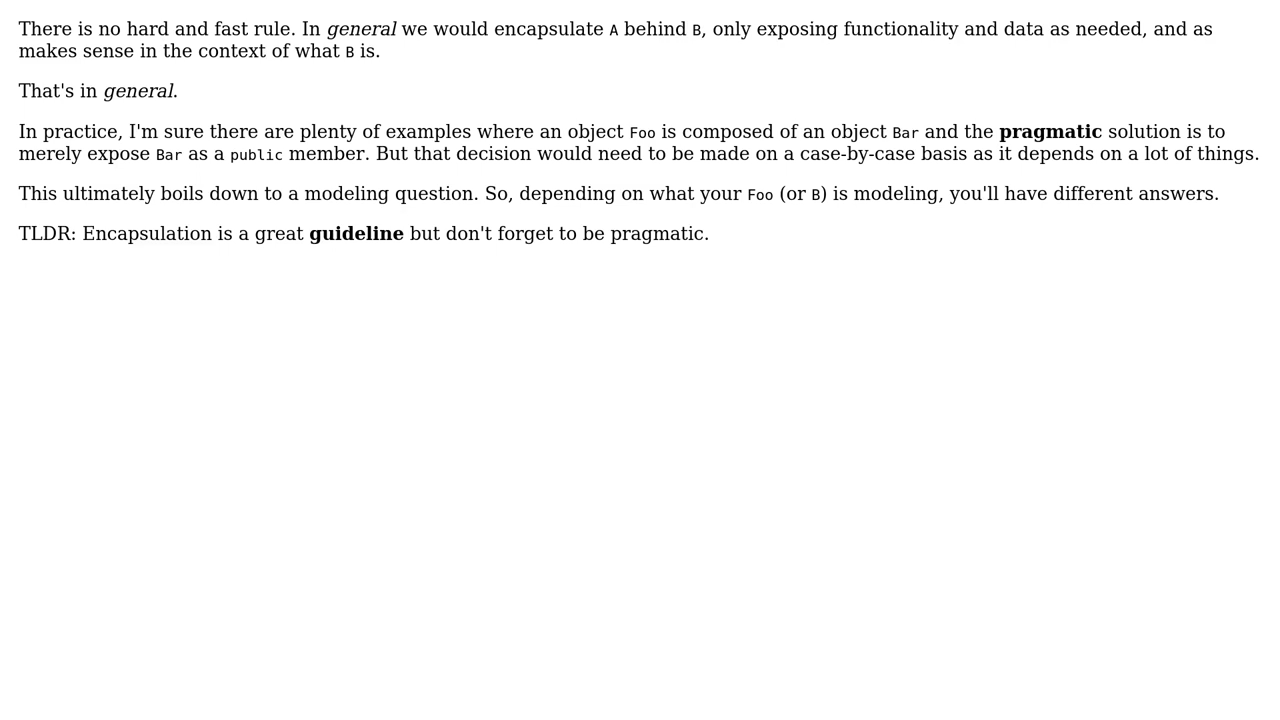 There is no hard and fast rule. In general we would encapsulate A behind B, only exposing functionality and data as needed, and as
makes sense in the context of what B is.
That's in general.
In practice, I'm sure there are plenty of examples where an object Foo is composed of an object Bar and the pragmatic solution is to
merely expose Bar as a public member. But that decision would need to be made on a case-by-case basis as it depends on a lot of things.
This ultimately boils down to a modeling question. So, depending on what your Foo (or B) is modeling, you'll have different answers.
TLDR: Encapsulation is a great guideline but don't forget to be pragmatic.